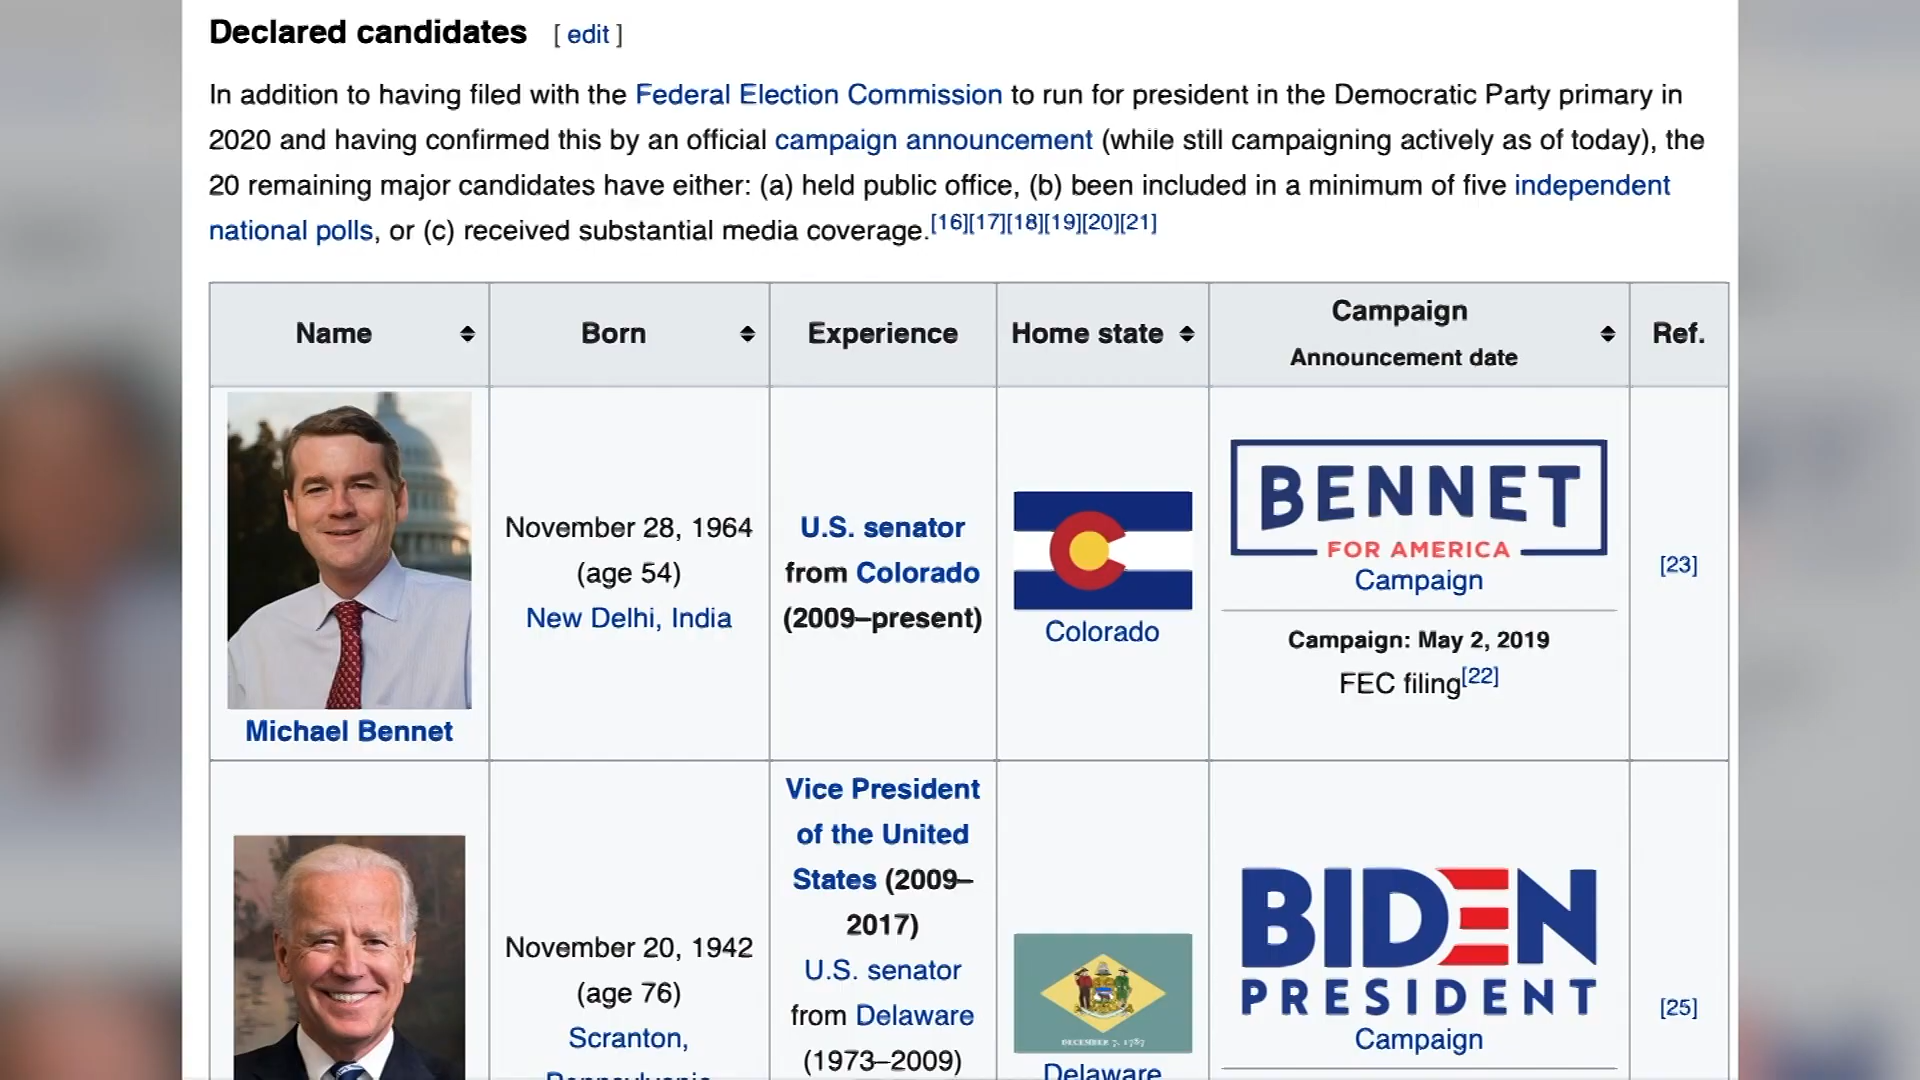 Declared candidates [ edit ]
In addition to having filed with the Federal Election Commission to run for president in the Democratic Party primary in
2020 and having confirmed this by an official campaign announcement (while still campaigning actively as of today), the
20 remaining major candidates have either: (a) held public office, (b) been included in a minimum of five independent
national polls, or (c) received substantial media coverage.[16][17][18][19][20][21]
Name Born Experience Home state Campaign Ref.
Announcement date
BENNET
FOR AMERICA
November 28, 1964
(age 54)
New Delhi, India
U.S. senator
from Colorado
(2009–present)
Colorado
Campaign
Campaign: May 2, 2019
FEC filing[22]
[23]
Michael Bennet
November 20, 1942
(age 76)
Scranton,
Pennsylvania
Vice President
of the United
States (2009–
2017)
U.S. senator
from Delaware
(1973–2009)
DECEMBER 7, 1787
Delaware
BIDEN
PRESIDENT
Campaign
[25]